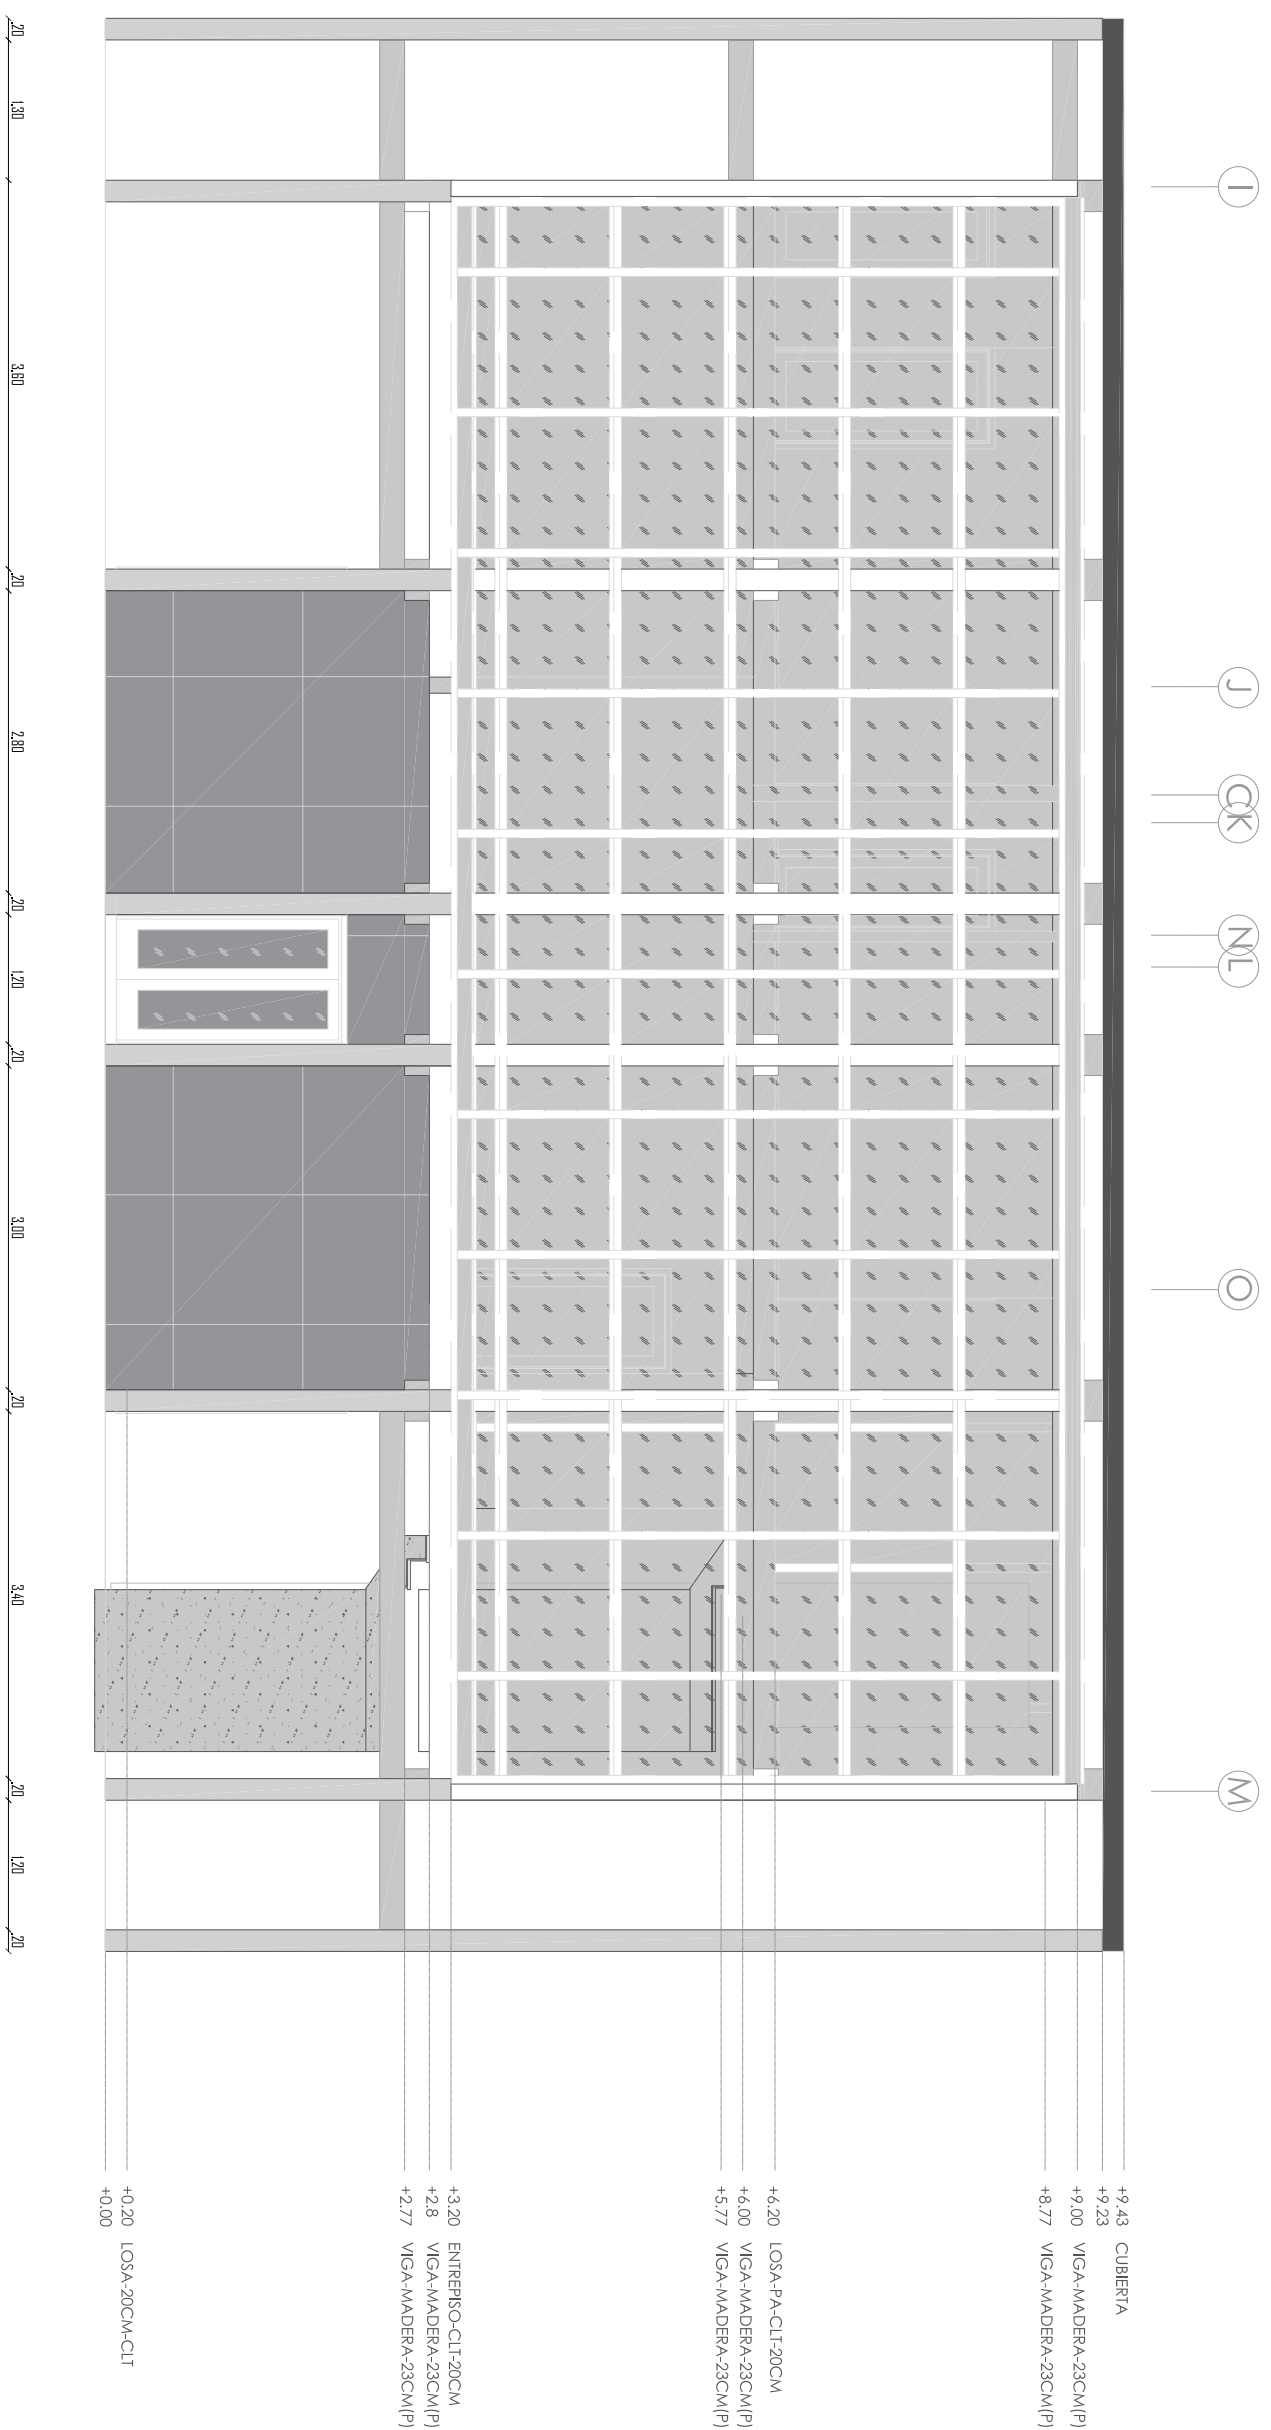 I
J
C
K
N
L
O
M
+9.43 CUBIERTA
+9.23
+9.00 VIGA-MADERA-23CM(P)
+8.77 VIGA-MADERA-23CM(P)
+6.20 LOSA-PA-CLT-20CM
+6.00 VIGA-MADERA-23CM(P)
+5.77 VIGA-MADERA-23CM(P)
+3.20 ENTREPISO-CLT-20CM
+2.8 VIGA-MADERA-23CM(P)
+2.77 VIGA-MADERA-23CM(P)
+0.20 LOSA-20CM-CLT
+0.00
.20
1.30
3.60
.20
2.80
.20
1.20
.20
3.00
.20
3.40
.20
1.20
.20